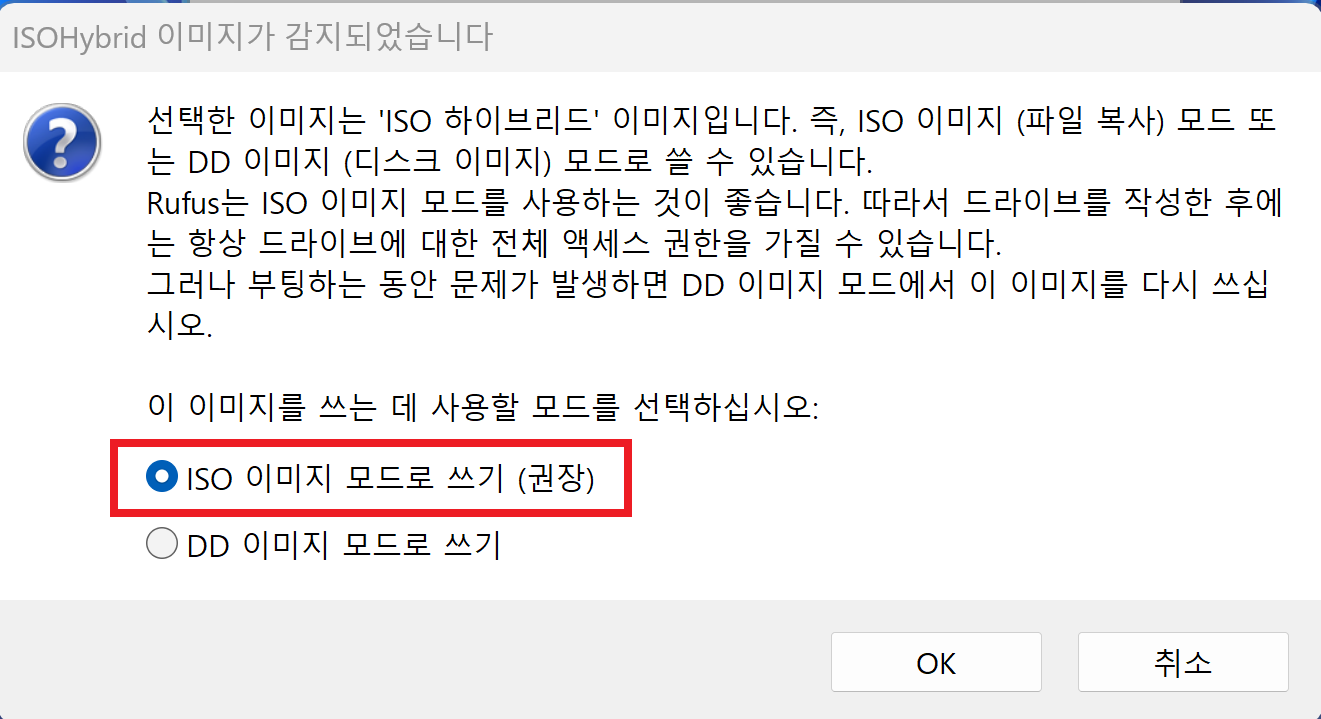 ISOHybrid 이미지가 감지되었습니다
선택한 이미지는 'ISO 하이브리드' 이미지입니다. 즉, ISO 이미지 (파일 복사) 모드 또
는 DD 이미지 (디스크 이미지) 모드로 쓸 수 있습니다.
Rufus는 ISO 이미지 모드를 사용하는 것이 좋습니다. 따라서 드라이브를 작성한 후에
는 항상 드라이브에 대한 전체 액세스 권한을 가질 수 있습니다.
그러나 부팅하는 동안 문제가 발생하면 DD 이미지 모드에서 이 이미지를 다시 쓰십
시오.
이 이미지를 쓰는 데 사용할 모드를 선택하십시오:
ISO 이미지 모드로 쓰기 (권장)
DD 이미지 모드로 쓰기
OK
취소